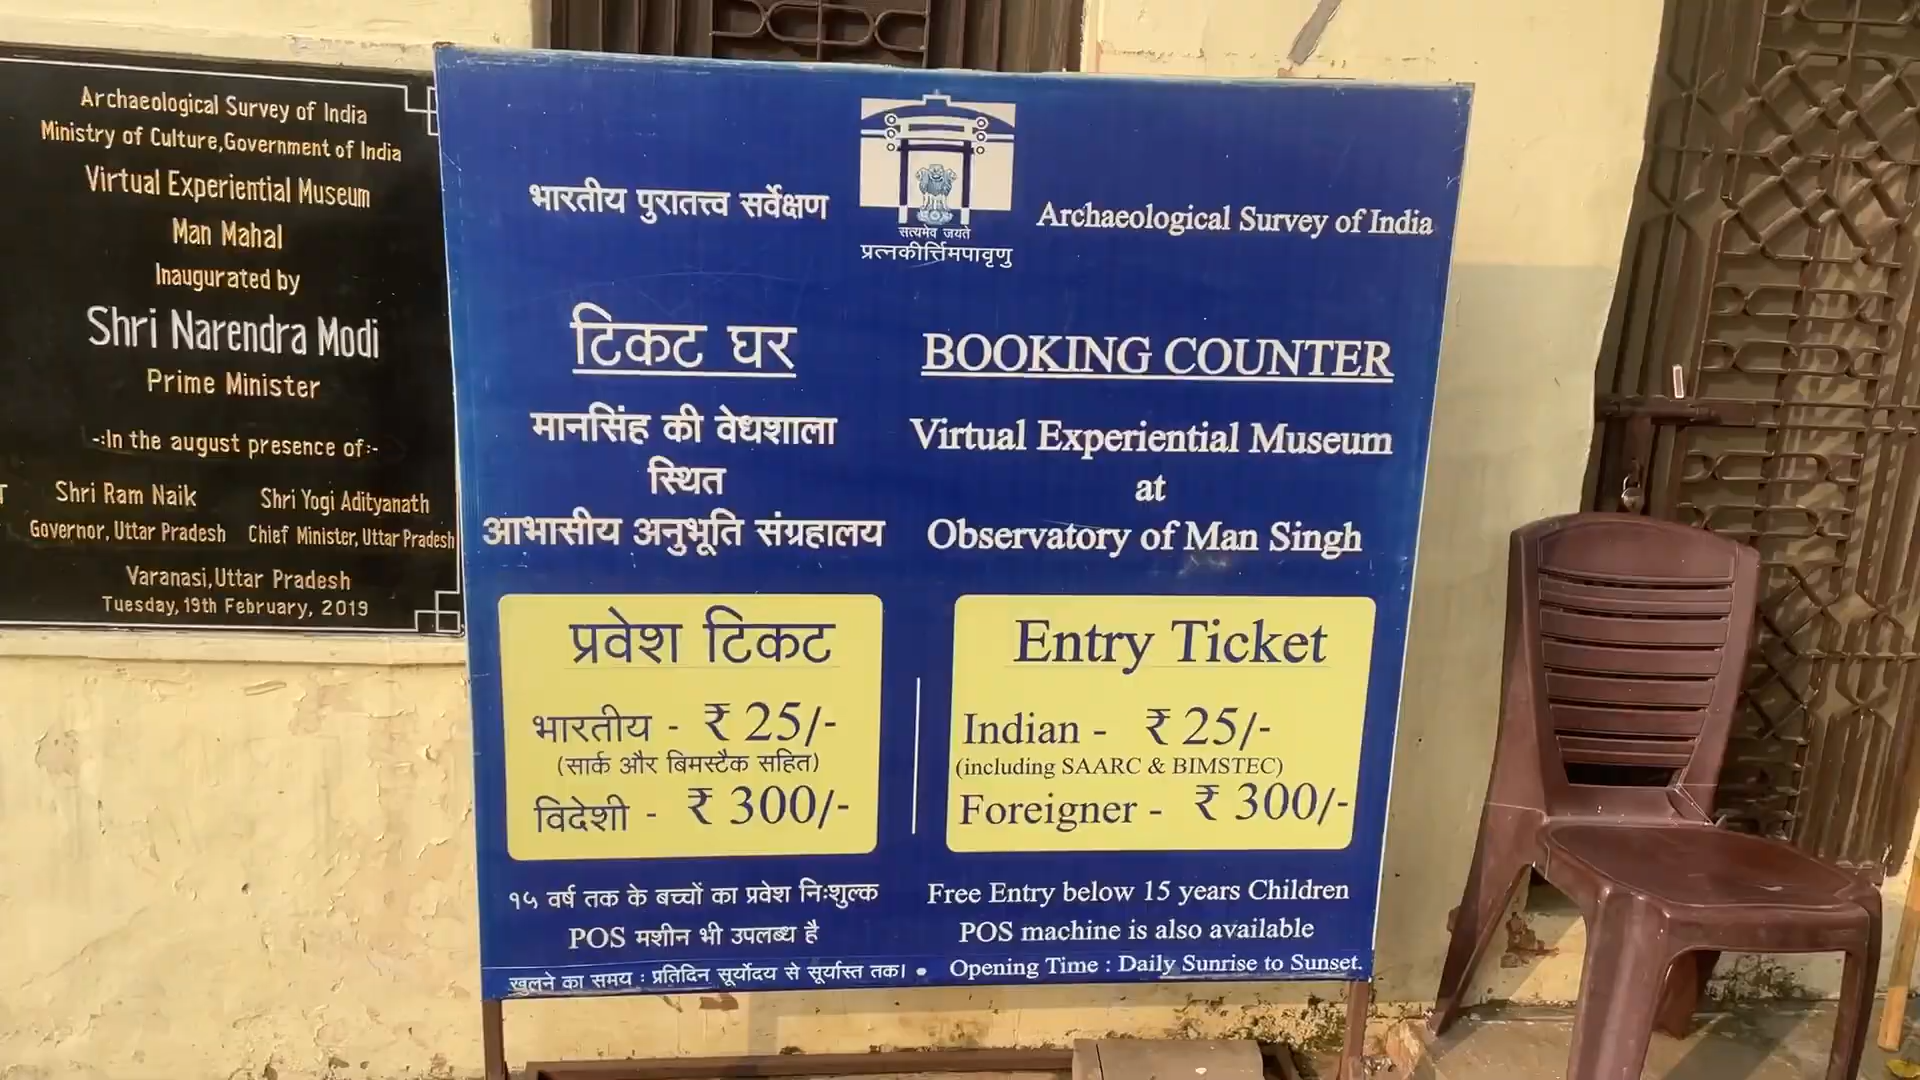 Archaeological Survey of India
Ministry of Culture,Government of India
Virtual Experiential Museum
Man Mahal
Inaugurated by
Shri Narendra Modi
Prime Minister
-:In the august presence of:-
Shri Ram Naik Shri Yogi Adityanath
Governor, Uttar Pradesh Chief Minister, Uttar Pradesh
Varanasi,Uttar Pradesh
Tuesday, 19th February, 2019
भारतीय पुरातत्त्व सर्वेक्षण
सत्यमेव जयते
प्रत्नकीर्त्तिमपावृणु
Archaeological Survey of India
टिकट घर
मानसिंह की वेधशाला
स्थित
आभासीय अनुभूति संग्रहालय
प्रवेश टिकट
भारतीय - ₹ 25/-
(सार्क और बिमस्टैक सहित)
विदेशी - ₹ 300/-
१५ वर्ष तक के बच्चों का प्रवेश निःशुल्क
POS मशीन भी उपलब्ध है
खुलने का समय : प्रतिदिन सूर्योदय से सूर्यास्त तक। •
BOOKING COUNTER
Virtual Experiential Museum
at
Observatory of Man Singh
Entry Ticket
Indian - ₹ 25/-
(including SAARC & BIMSTEC)
Foreigner - ₹ 300/-
Free Entry below 15 years Children
POS machine is also available
Opening Time : Daily Sunrise to Sunset.